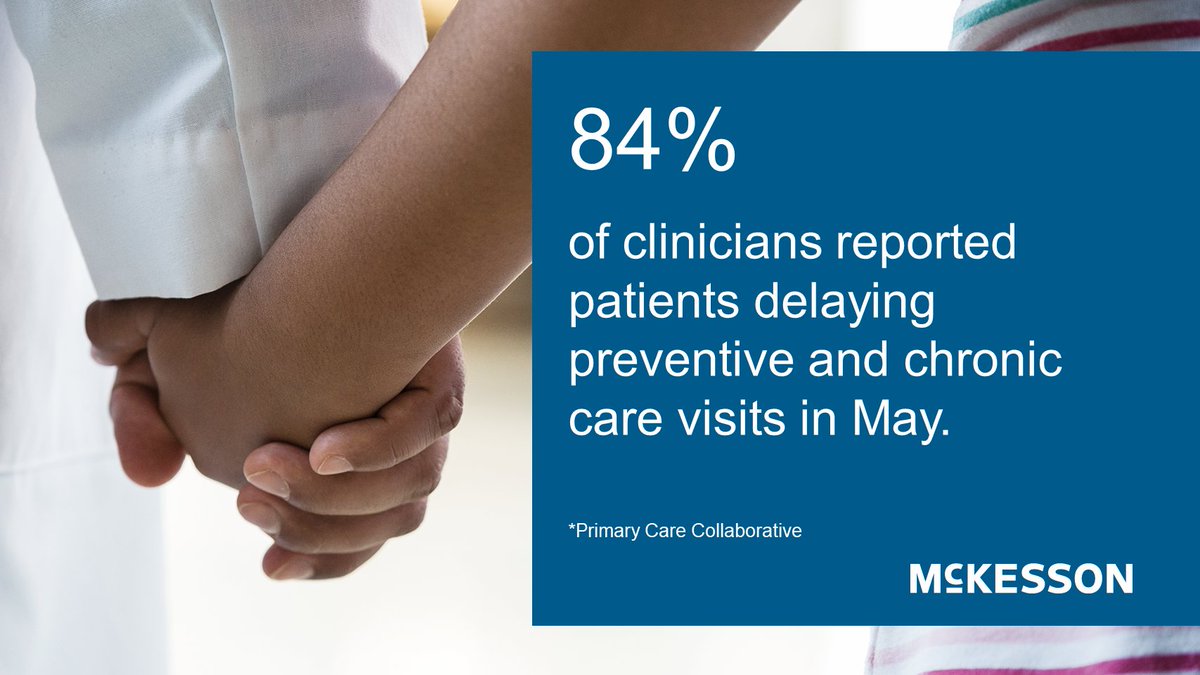 84%
of clinicians reported
patients delaying
preventive and chronic
care visits in May.
*Primary Care Collaborative
McKESSON